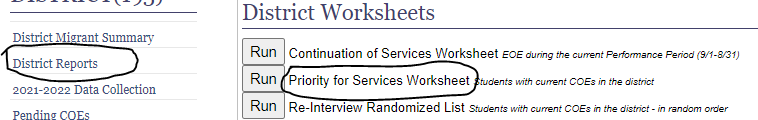 DISTRICT(193)
District Migrant Summary
District Reports
2021-2022 Data Collection
Pending COEs
District Worksheets
Run Continuation of Services Worksheet EOE during the current Performance Period (9/1-8/31)
Run Priority for Services Worksheet Students with current COEs in the district
Run Re-Interview Randomized List Students with current COEs in the district - in random order